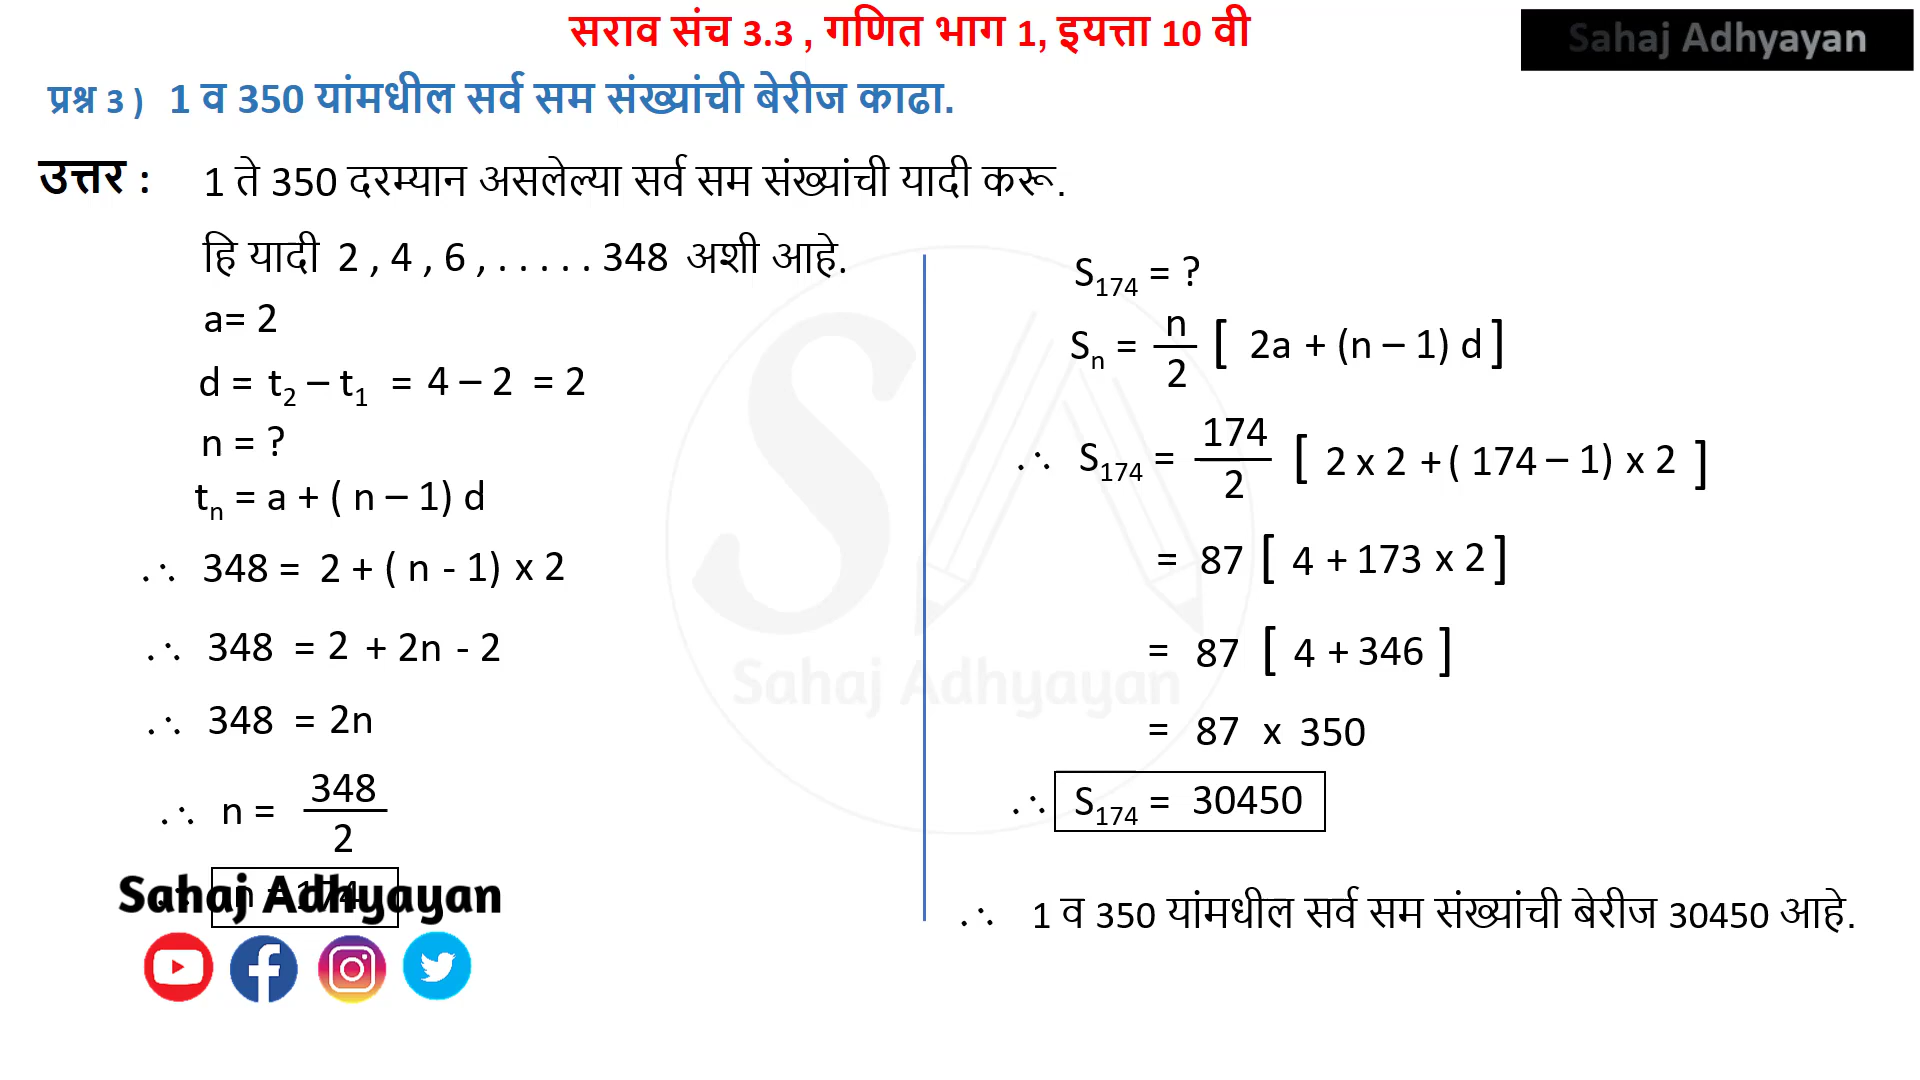 सराव संच 3.3 , गणित भाग 1, इयत्ता 10 वी
Sahaj Adhyayan
प्रश्न 3 ) 1 व 350 यांमधील सर्व सम संख्यांची बेरीज काढा.
उत्तर : 1 ते 350 दरम्यान असलेल्या सर्व सम संख्यांची यादी करू.
हि यादी 2 , 4 , 6 , . . . . . 348 अशी आहे.
a= 2
d = t₂ – t₁ = 4 – 2 = 2
n = ?
tₙ = a + ( n – 1) d
∴ 348 = 2 + ( n - 1) x 2
∴ 348 = 2 + 2n - 2
∴ 348 = 2n
∴ n = 348/2
∴ n = 174
Sahaj Adhyayan
S₁₇₄ = ?
Sₙ = n/2 [ 2a + (n – 1) d ]
∴ S₁₇₄ = 174/2 [ 2 x 2 + ( 174 – 1) x 2 ]
= 87 [ 4 + 173 x 2 ]
= 87 [ 4 + 346 ]
= 87 x 350
∴ S₁₇₄ = 30450
∴ 1 व 350 यांमधील सर्व सम संख्यांची बेरीज 30450 आहे.
Sahaj Adhyayan